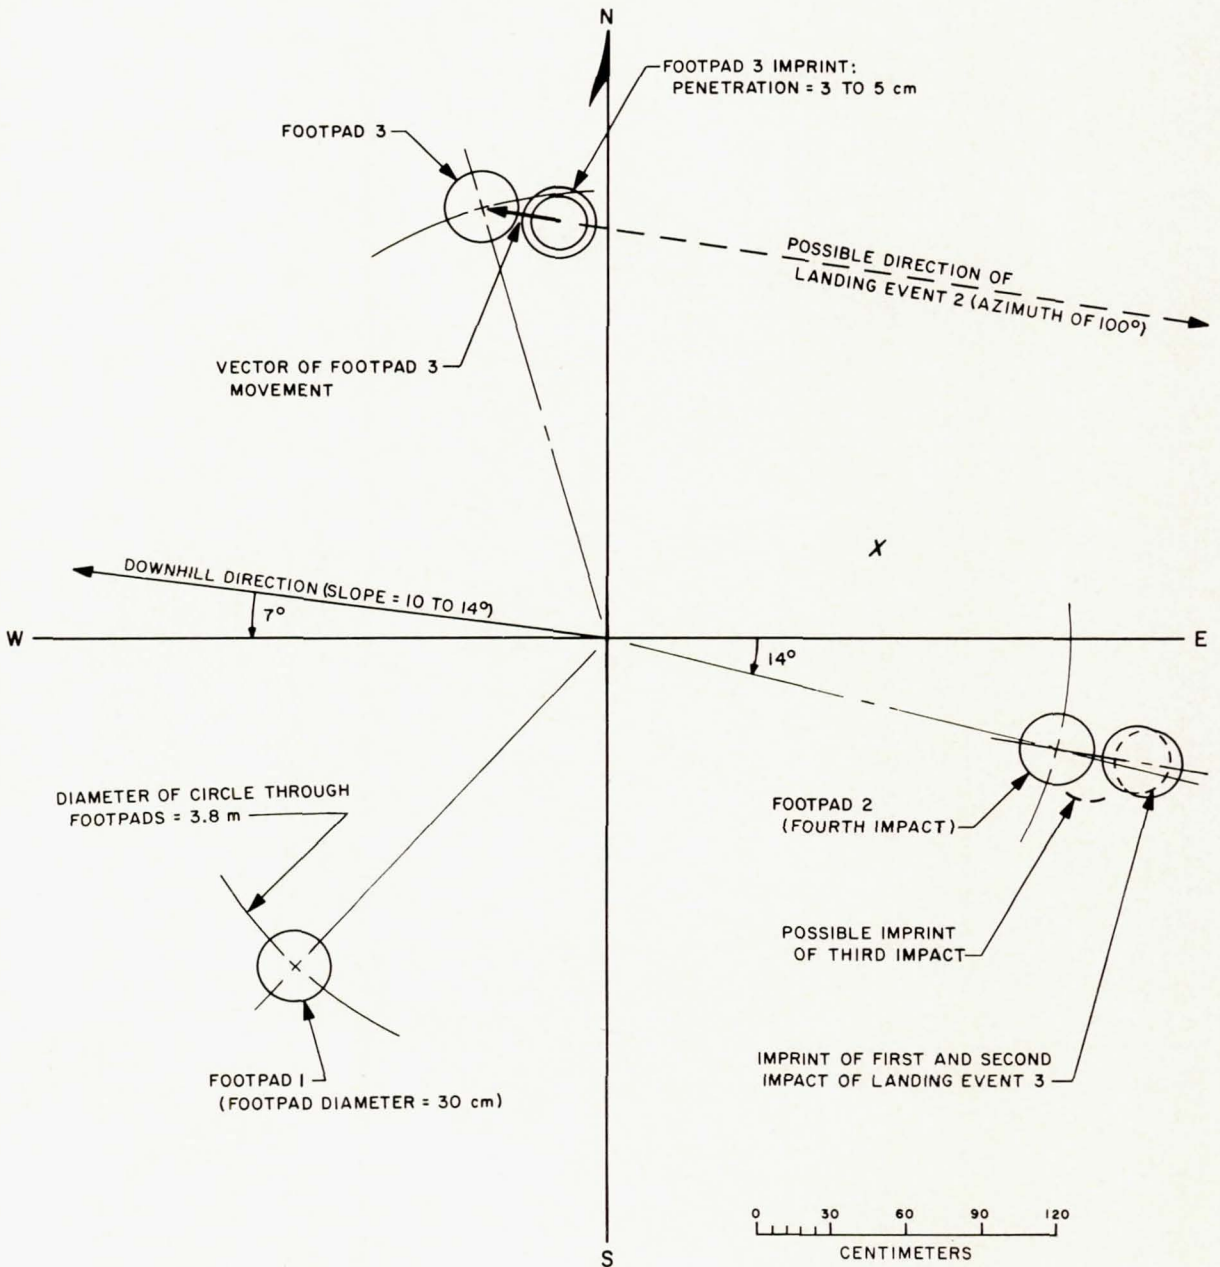 N
FOOTPAD 3 IMPRINT:
PENETRATION = 3 TO 5 cm
FOOTPAD 3
POSSIBLE DIRECTION OF
LANDING EVENT 2 (AZIMUTH OF 100°)
VECTOR OF FOOTPAD 3
MOVEMENT
X
DOWNHILL DIRECTION (SLOPE = 10 TO 14°)
7°
W
E
14°
DIAMETER OF CIRCLE THROUGH
FOOTPADS = 3.8 m
FOOTPAD 2
(FOURTH IMPACT)
POSSIBLE IMPRINT
OF THIRD IMPACT
IMPRINT OF FIRST AND SECOND
IMPACT OF LANDING EVENT 3
FOOTPAD 1
(FOOTPAD DIAMETER = 30 cm)
0 30 60 90 120
CENTIMETERS
S